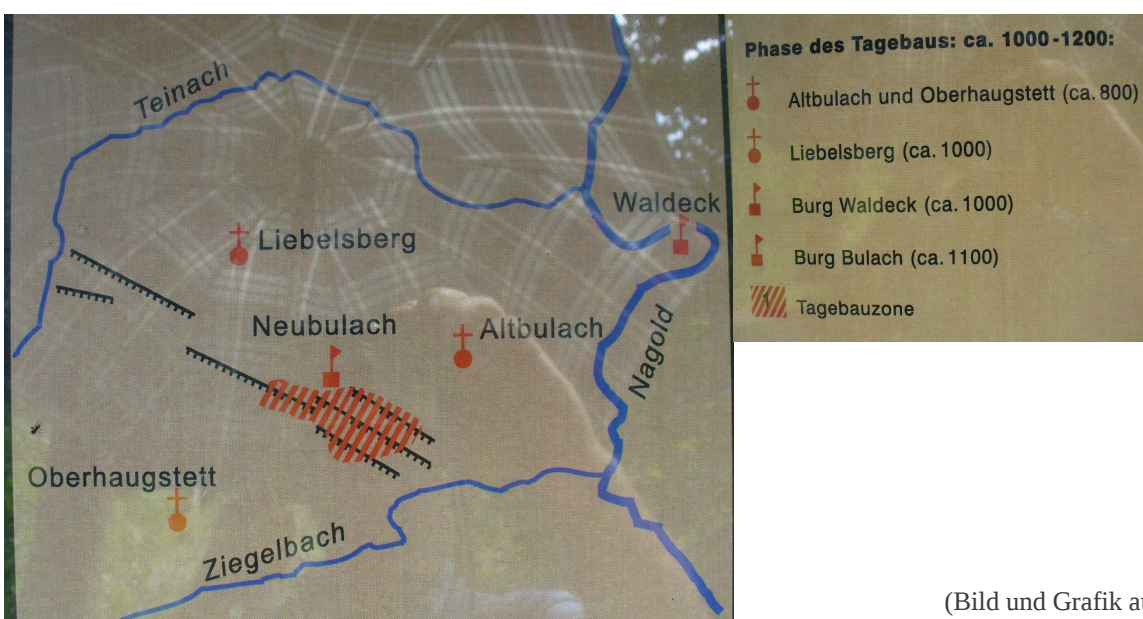 Teinach
Waldeck
Liebelsberg
Neubulach
Altbulach
Nagold
Oberhaugstett
Ziegelbach
Phase des Tagebaus: ca. 1000-1200:
Altbulach und Oberhaugstett (ca. 800)
Liebelsberg (ca. 1000)
Burg Waldeck (ca. 1000)
Burg Bulach (ca. 1100)
1 Tagebauzone
(Bild und Grafik